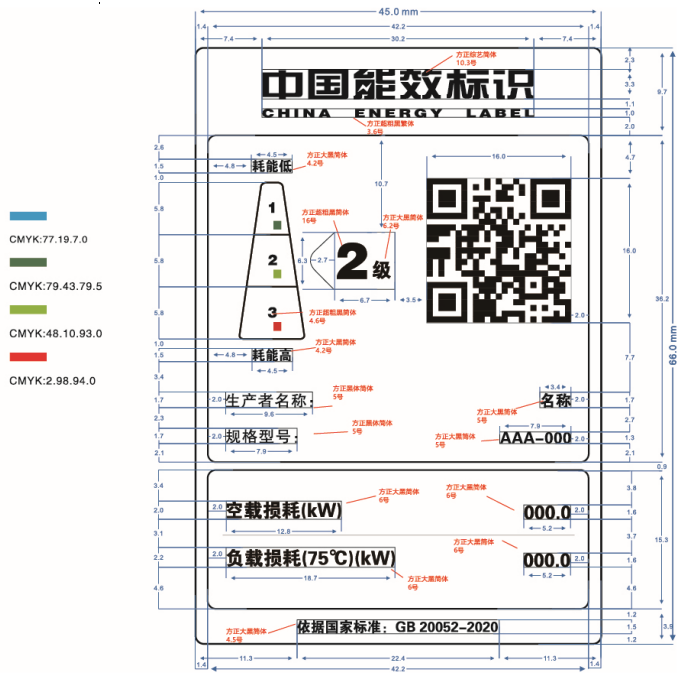 45.0 mm
1.4 42.2 1.4
7.4 30.2 7.4
方正综艺简体
10.3号
2.3
中国能效标识
3.3
9.7
CHINA ENERGY LABEL
1.1
1.0
方正超粗黑繁体
3.6号
2.0
2.6
4.5
方正大黑简体
4.2号
16.0
4.7
1.5
4.8
耗能低
1.0
10.7
5.8
1
方正超粗黑简体
16号
方正大黑简体
5.2号
CMYK:77.19.7.0
5.8
2
6.3
2.7
2级
16.0
36.2
CMYK:79.43.79.5
6.7
3.5
5.8
3
方正超粗黑简体
4.6号
2.0
CMYK:48.10.93.0
66.0 mm
1.0
方正大黑简体
4.2号
1.5
4.8
耗能高
4.5
7.7
CMYK:2.98.94.0
3.4
方正黑体简体
5号
3.4
1.7
2.0
生产者名称：
9.6
方正大黑简体
5号
名称
2.0
1.7
2.3
方正黑体简体
5号
7.9
2.7
1.7
2.0
规格型号：
7.9
方正大黑简体
5号
AAA-000
2.0
1.3
2.1
2.1
0.9
3.4
方正大黑简体
6号
方正大黑简体
6号
3.8
2.0
2.0
空载损耗(kW)
12.8
000.0
5.2
2.0
1.6
15.3
3.1
方正大黑简体
6号
3.7
2.2
2.0
负载损耗(75℃)(kW)
18.7
000.0
5.2
2.0
1.6
方正大黑简体
6号
4.6
4.6
1.2
方正大黑简体
4.5号
依据国家标准：GB 20052-2020
1.5
3.9
1.2
11.3 22.4 11.3
1.4 42.2 1.4